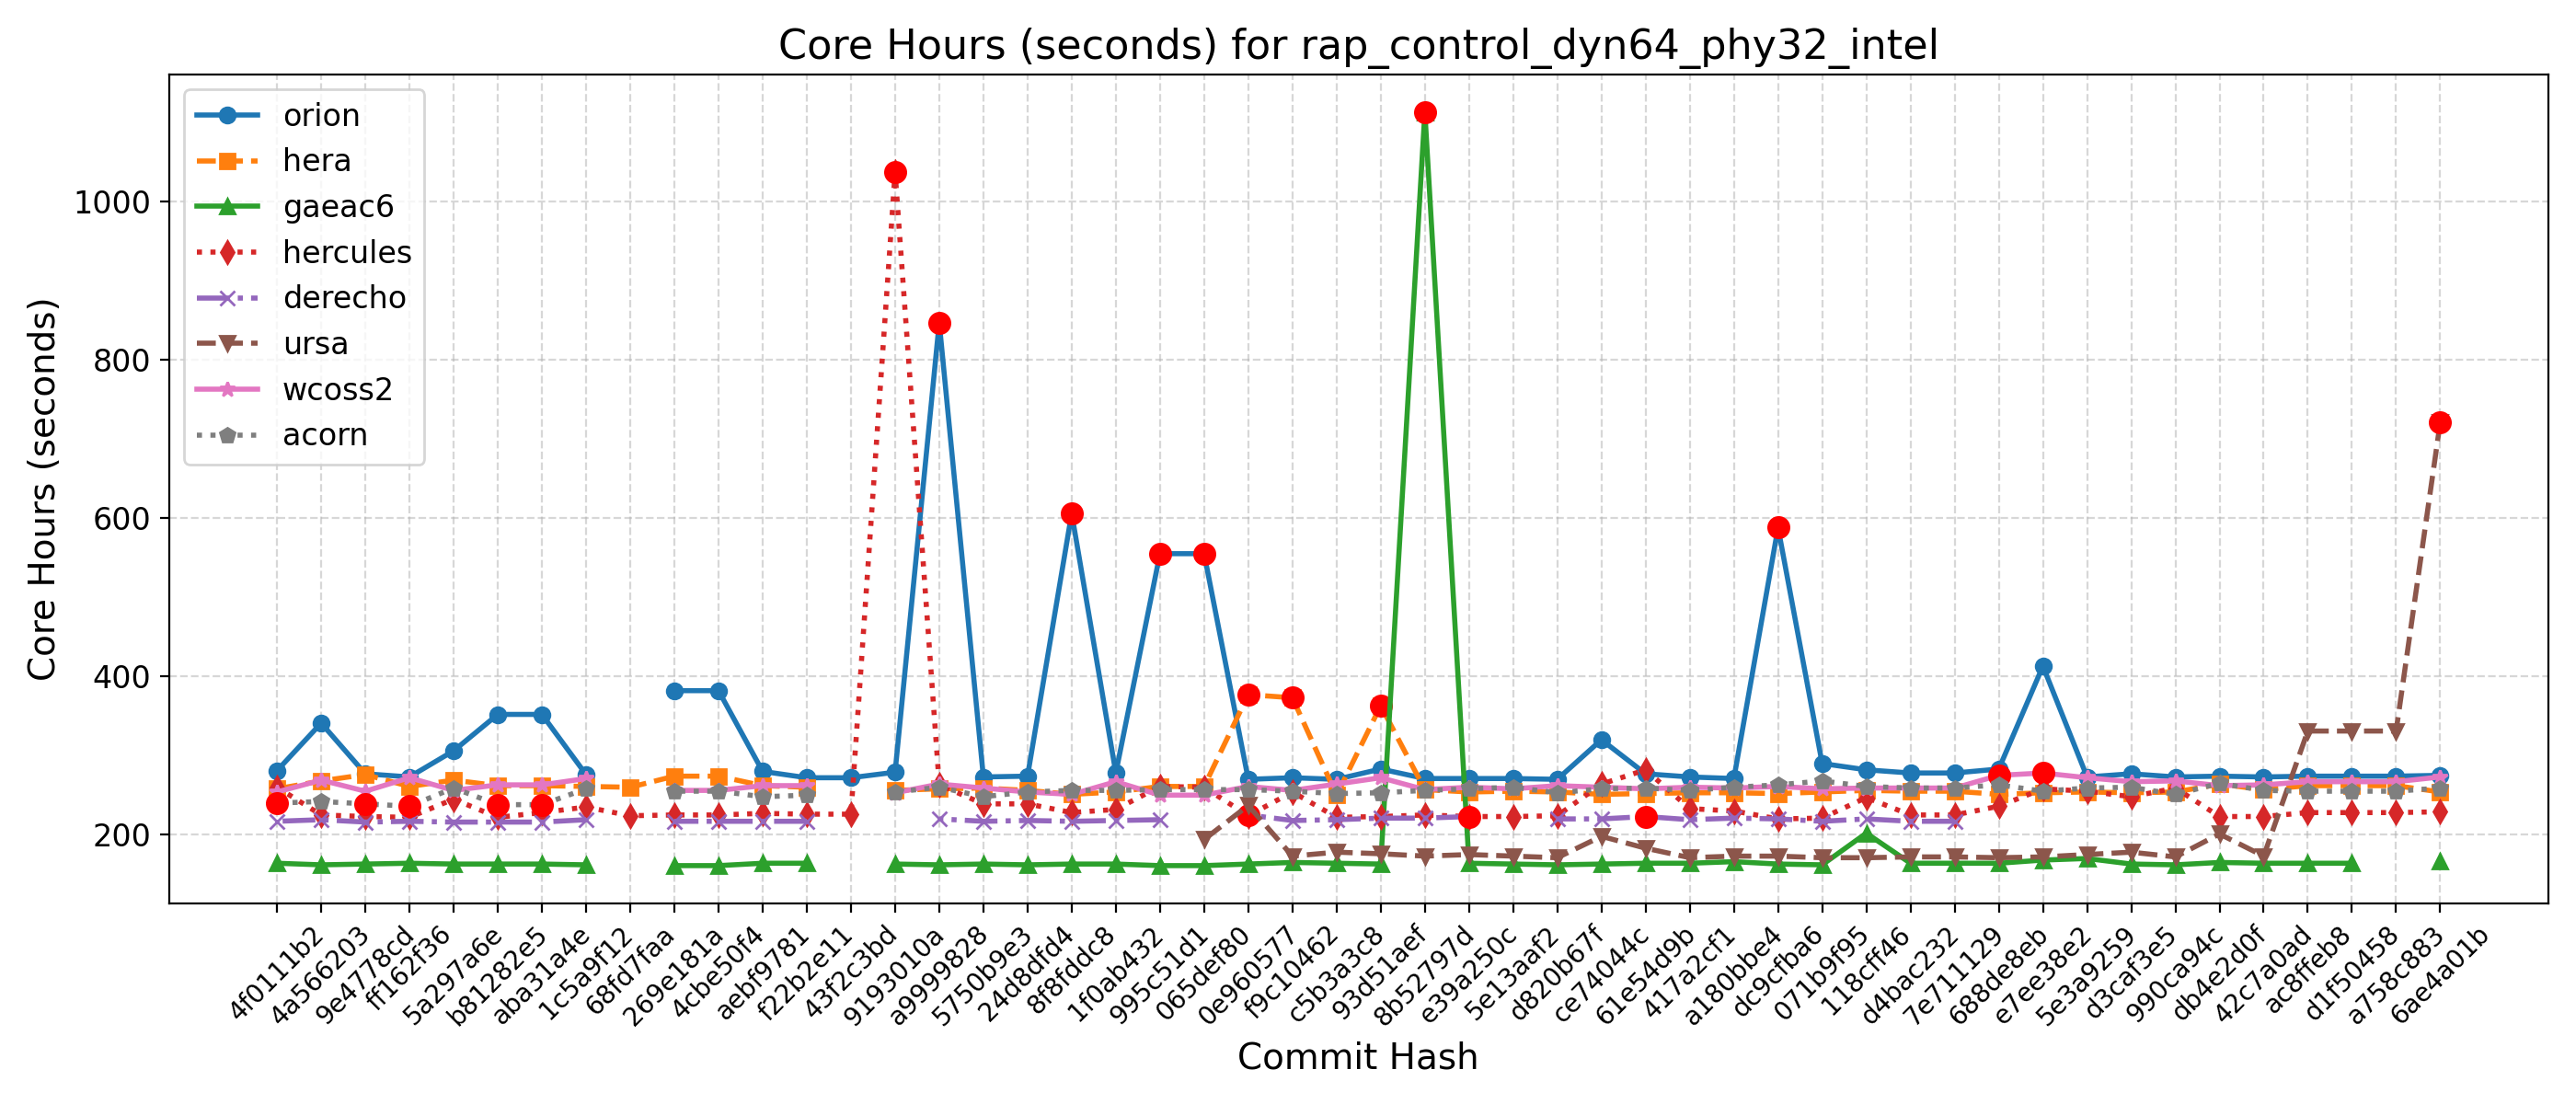 Core Hours (seconds) for rap_control_dyn64_phy32_intel
Core Hours (seconds)
1000
800
600
400
200
orion
hera
gaeac6
hercules
derecho
ursa
wcoss2
acorn
4f0111b2
4a566203
9e4778cd
ff162f36
5a297a6e
b81282e5
aba31a4e
1c5a9f12
68fd7faa
269e181a
4cbe50f4
aebf9781
f22b2e11
43f2c3bd
9193010a
a9999828
5750b9e3
24d8dfd4
8f8fddc8
1f0ab432
995c51d1
065def80
0e960577
f9c10462
c5b3a3c8
93d51aef
8b52797d
e39a250c
5e13aaf2
d820b67f
ce74044c
61e54d9b
417a2cf1
a180bbe4
dc9cfba6
071b9f95
118cff46
d4bac232
7e711129
688de8eb
e7ee38e2
5e3a9259
d3caf3e5
990ca94c
db4e2d0f
42c7a0ad
ac8ffeb8
d1f50458
a758c883
6ae4a01b
Commit Hash